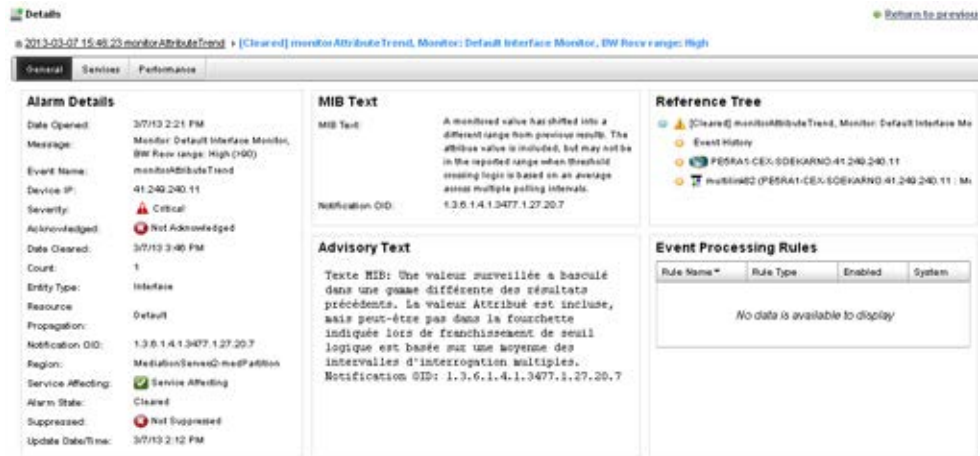 Details
Return to previou
2013-03-07 15:46:23 monitorAttributeTrend › [Cleared] monitorAttributeTrend, Monitor: Default Interface Monitor, BW Recv range: High
General Services Performance
Alarm Details
Date Opened: 3/7/13 2:21 PM
Message: Monitor: Default Interface Monitor,
BW Recv range: High (>90)
Event Name: monitorAttributeTrend
Device IP: 41.249.240.11
Severity: Critical
Acknowledged: Not Acknowledged
Date Cleared: 3/7/13 3:46 PM
Count: 1
Entity Type: Interface
Resource
Propagation: Default
Notification OID: 1.3.6.1.4.1.3477.1.27.20.7
Region: MediationServer2-medPartition
Service Affecting: Service Affecting
Alarm State: Cleared
Suppressed: Not Suppressed
Update Date/Time: 3/7/13 2:12 PM
MIB Text
MIB Text: A monitored value has shifted into a
different range from previous results. The
attribue value is included, but may not be
in the reported range when threshold
crossing logic is based on an average
across multiple polling intervals.
Notification OID: 1.3.6.1.4.1.3477.1.27.20.7
Advisory Text
Texte MIB: Une valeur surveillée a basculé
dans une gamme différente des résultats
précédents. La valeur Attribué est incluse,
mais peut-être pas dans la fourchette
indiquée lors de franchissement de seuil
logique est basée sur une moyenne des
intervalles d'interrogation multiples.
Notification OID: 1.3.6.1.4.1.3477.1.27.20.7
Reference Tree
[Cleared] monitorAttributeTrend, Monitor: Default Interface Mo
Event History
PE5RA1-CEX-SOEKARNO:41.249.240.11
multilink82 (PE5RA1-CEX-SOEKARNO:41.249.240.11 : Mu
Event Processing Rules
Rule Name Rule Type Enabled System
No data is available to display